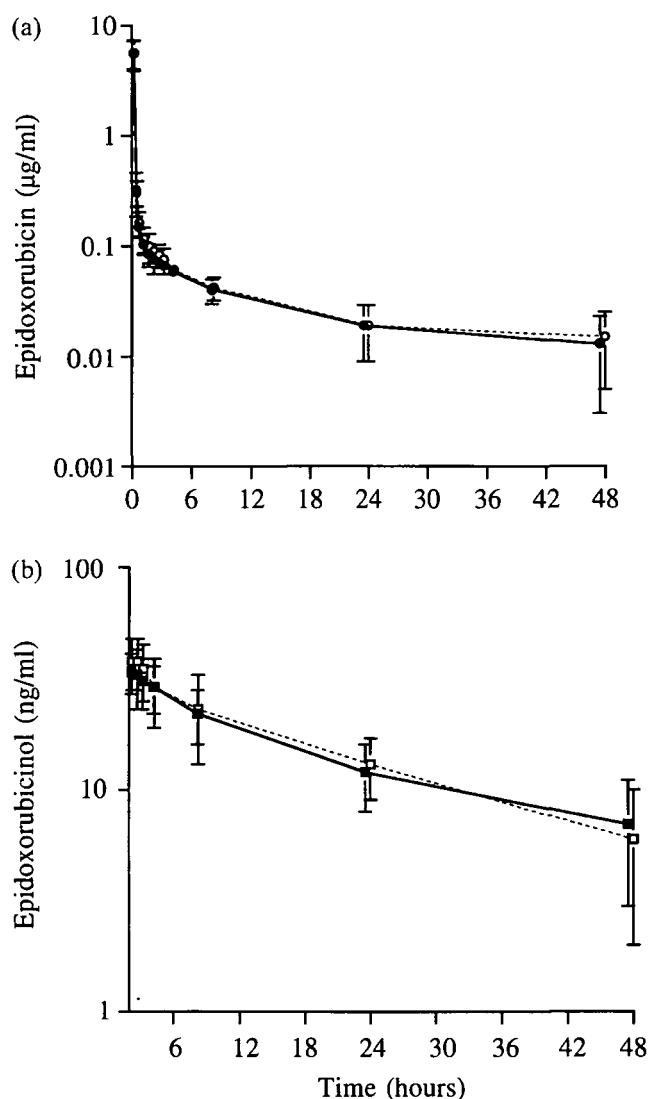 (a)
Epidoxorubicin (µg/ml)
10
1
0.1
0.01
0.001
0 6 12 18 24 30 36 42 48
(b)
Epidoxorubicinol (ng/ml)
100
10
1
6 12 18 24 30 36 42 48
Time (hours)